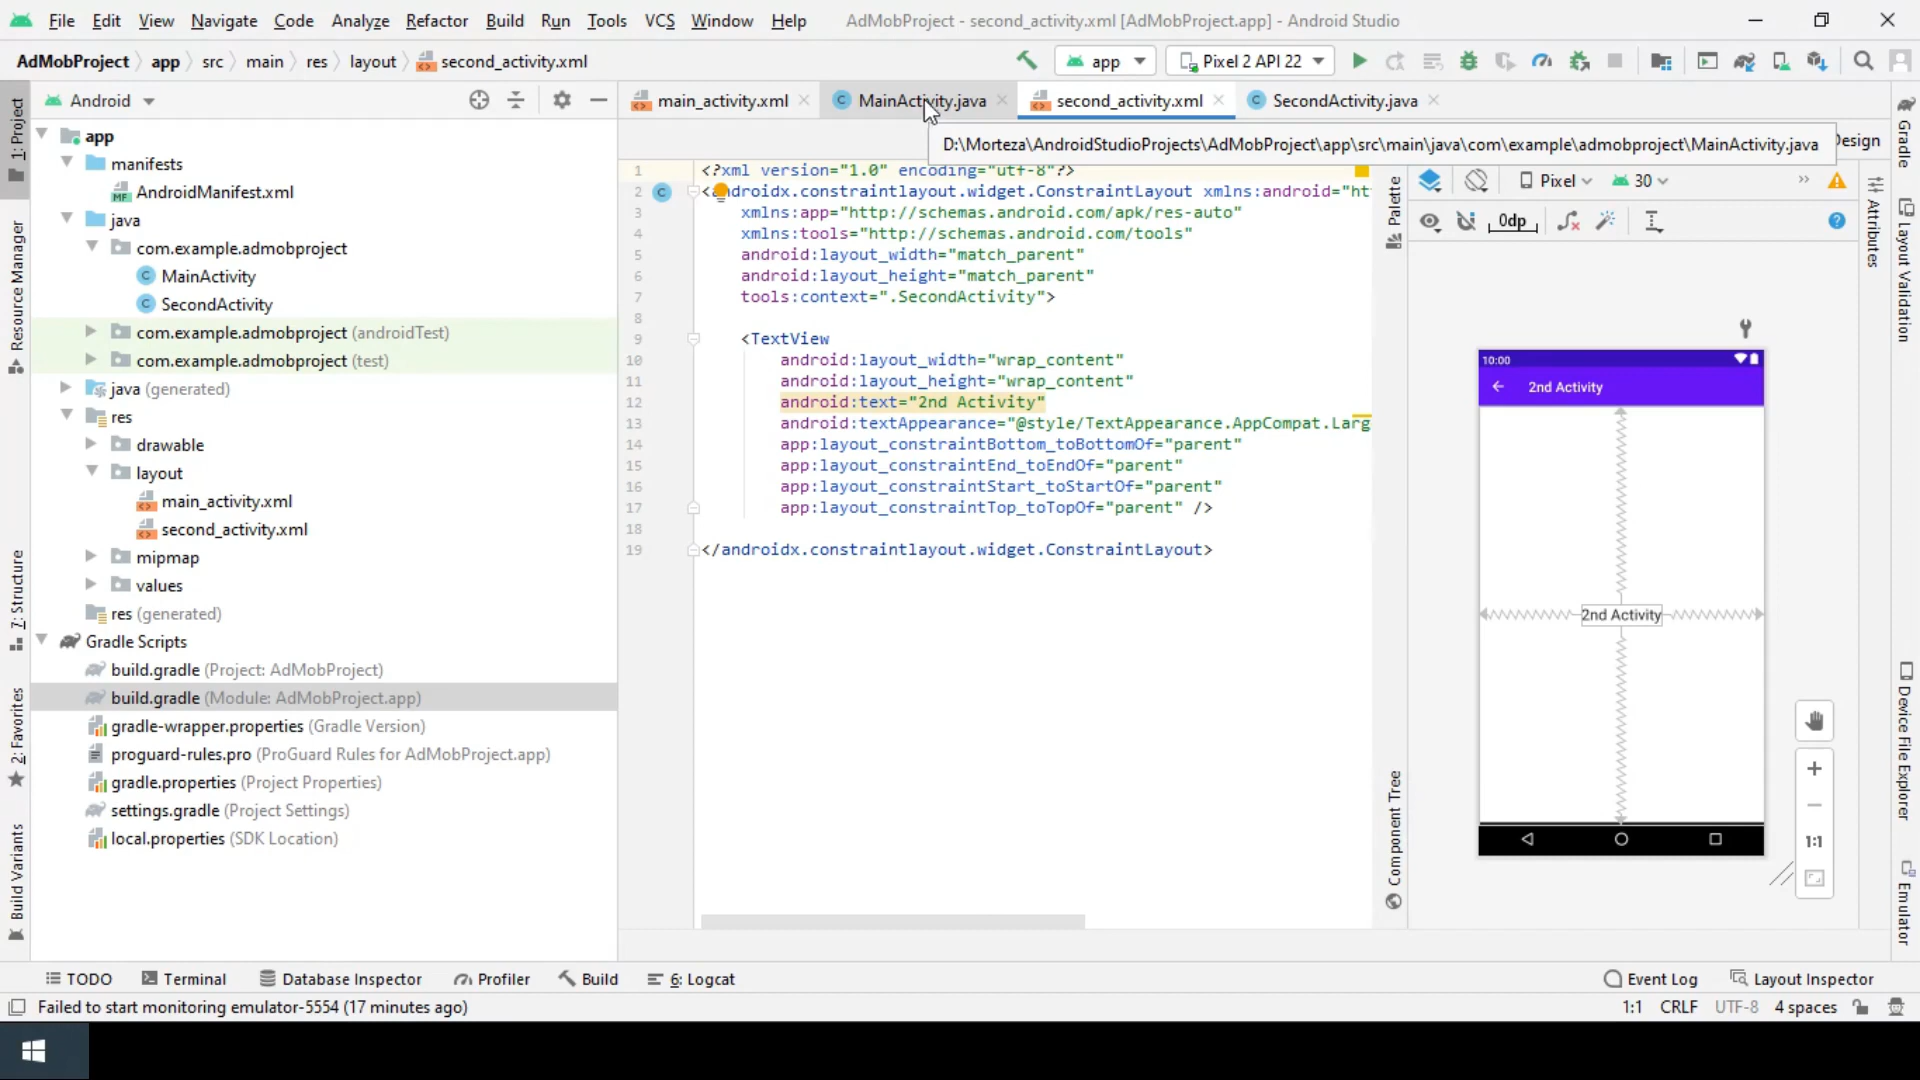 File Edit View Navigate Code Analyze Refactor Build Run Tools VCS Window Help AdMobProject - second_activity.xml [AdMobProject.app] - Android Studio
AdMobProject app src main res layout second_activity.xml app Pixel 2 API 22
Android main_activity.xml MainActivity.java second_activity.xml SecondActivity.java
D:\Morteza\AndroidStudioProjects\AdMobProject\app\src\main\java\com\example\admobproject\MainActivity.java
Design
1: Project
Resource Manager
7: Structure
2: Favorites
Build Variants
app
manifests
AndroidManifest.xml
java
com.example.admobproject
MainActivity
SecondActivity
com.example.admobproject (androidTest)
com.example.admobproject (test)
java (generated)
res
drawable
layout
main_activity.xml
second_activity.xml
mipmap
values
res (generated)
Gradle Scripts
build.gradle (Project: AdMobProject)
build.gradle (Module: AdMobProject.app)
gradle-wrapper.properties (Gradle Version)
proguard-rules.pro (ProGuard Rules for AdMobProject.app)
gradle.properties (Project Properties)
settings.gradle (Project Settings)
local.properties (SDK Location)
1 <?xml version="1.0" encoding="utf-8"?>
2 <androidx.constraintlayout.widget.ConstraintLayout xmlns:android="ht
3 xmlns:app="http://schemas.android.com/apk/res-auto"
4 xmlns:tools="http://schemas.android.com/tools"
5 android:layout_width="match_parent"
6 android:layout_height="match_parent"
7 tools:context=".SecondActivity">
8
9 <TextView
10 android:layout_width="wrap_content"
11 android:layout_height="wrap_content"
12 android:text="2nd Activity"
13 android:textAppearance="@style/TextAppearance.AppCompat.Larg
14 app:layout_constraintBottom_toBottomOf="parent"
15 app:layout_constraintEnd_toEndOf="parent"
16 app:layout_constraintStart_toStartOf="parent"
17 app:layout_constraintTop_toTopOf="parent" />
18
19 </androidx.constraintlayout.widget.ConstraintLayout>
Palette
Component Tree
Pixel 30
0dp
10:00
2nd Activity
2nd Activity
1:1
Attributes
Gradle
Layout Validation
Device File Explorer
Emulator
TODO Terminal Database Inspector Profiler Build 6: Logcat Event Log Layout Inspector
Failed to start monitoring emulator-5554 (17 minutes ago) 1:1 CRLF UTF-8 4 spaces